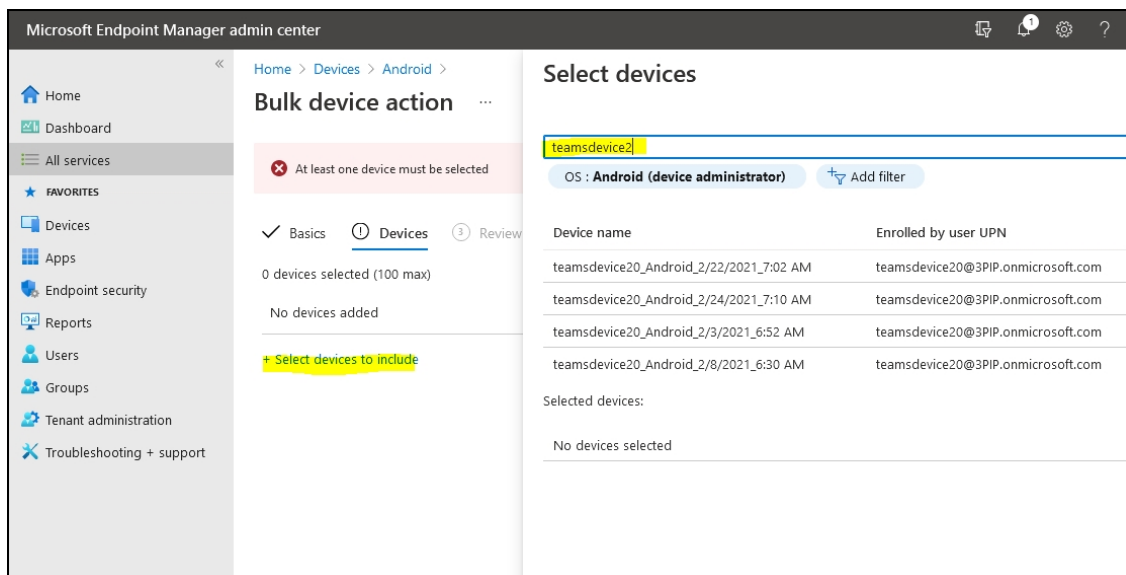 Microsoft Endpoint Manager admin center
1
?
«
Home
Dashboard
All services
FAVORITES
Devices
Apps
Endpoint security
Reports
Users
Groups
Tenant administration
Troubleshooting + support
Home > Devices > Android >
Bulk device action ...
At least one device must be selected
Basics Devices 3 Review
0 devices selected (100 max)
No devices added
+ Select devices to include
Select devices
teamsdevice2
OS : Android (device administrator) Add filter
Device name Enrolled by user UPN
teamsdevice20_Android_2/22/2021_7:02 AM teamsdevice20@3PIP.onmicrosoft.com
teamsdevice20_Android_2/24/2021_7:10 AM teamsdevice20@3PIP.onmicrosoft.com
teamsdevice20_Android_2/3/2021_6:52 AM teamsdevice20@3PIP.onmicrosoft.com
teamsdevice20_Android_2/8/2021_6:30 AM teamsdevice20@3PIP.onmicrosoft.com
Selected devices:
No devices selected